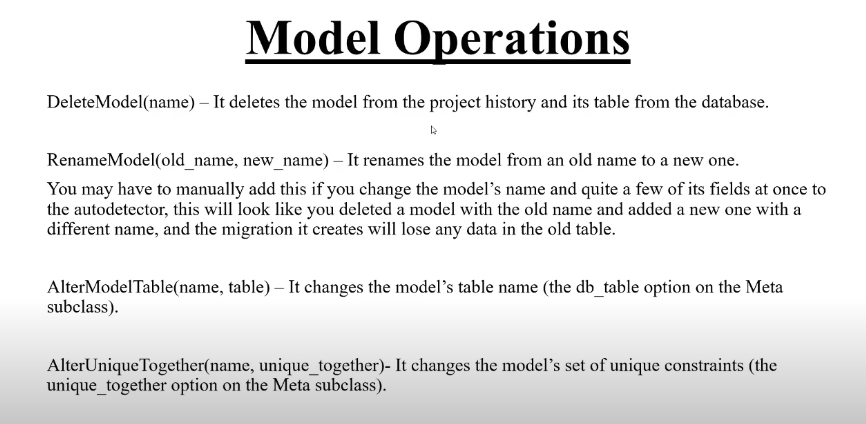 Model Operations
DeleteModel(name) – It deletes the model from the project history and its table from the database.
RenameModel(old_name, new_name) – It renames the model from an old name to a new one.
You may have to manually add this if you change the model’s name and quite a few of its fields at once to
the autodetector, this will look like you deleted a model with the old name and added a new one with a
different name, and the migration it creates will lose any data in the old table.
AlterModelTable(name, table) – It changes the model’s table name (the db_table option on the Meta
subclass).
AlterUniqueTogether(name, unique_together)- It changes the model’s set of unique constraints (the
unique_together option on the Meta subclass).